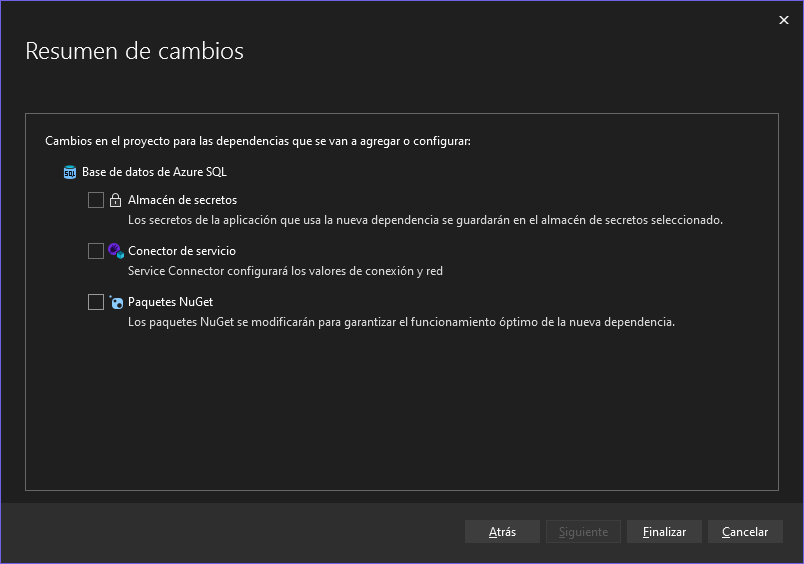 Resumen de cambios
Cambios en el proyecto para las dependencias que se van a agregar o configurar:
SQL Base de datos de Azure SQL
Almacén de secretos
Los secretos de la aplicación que usa la nueva dependencia se guardarán en el almacén de secretos seleccionado.
Conector de servicio
Service Connector configurará los valores de conexión y red
Paquetes NuGet
Los paquetes NuGet se modificarán para garantizar el funcionamiento óptimo de la nueva dependencia.
Atrás Siguiente Finalizar Cancelar